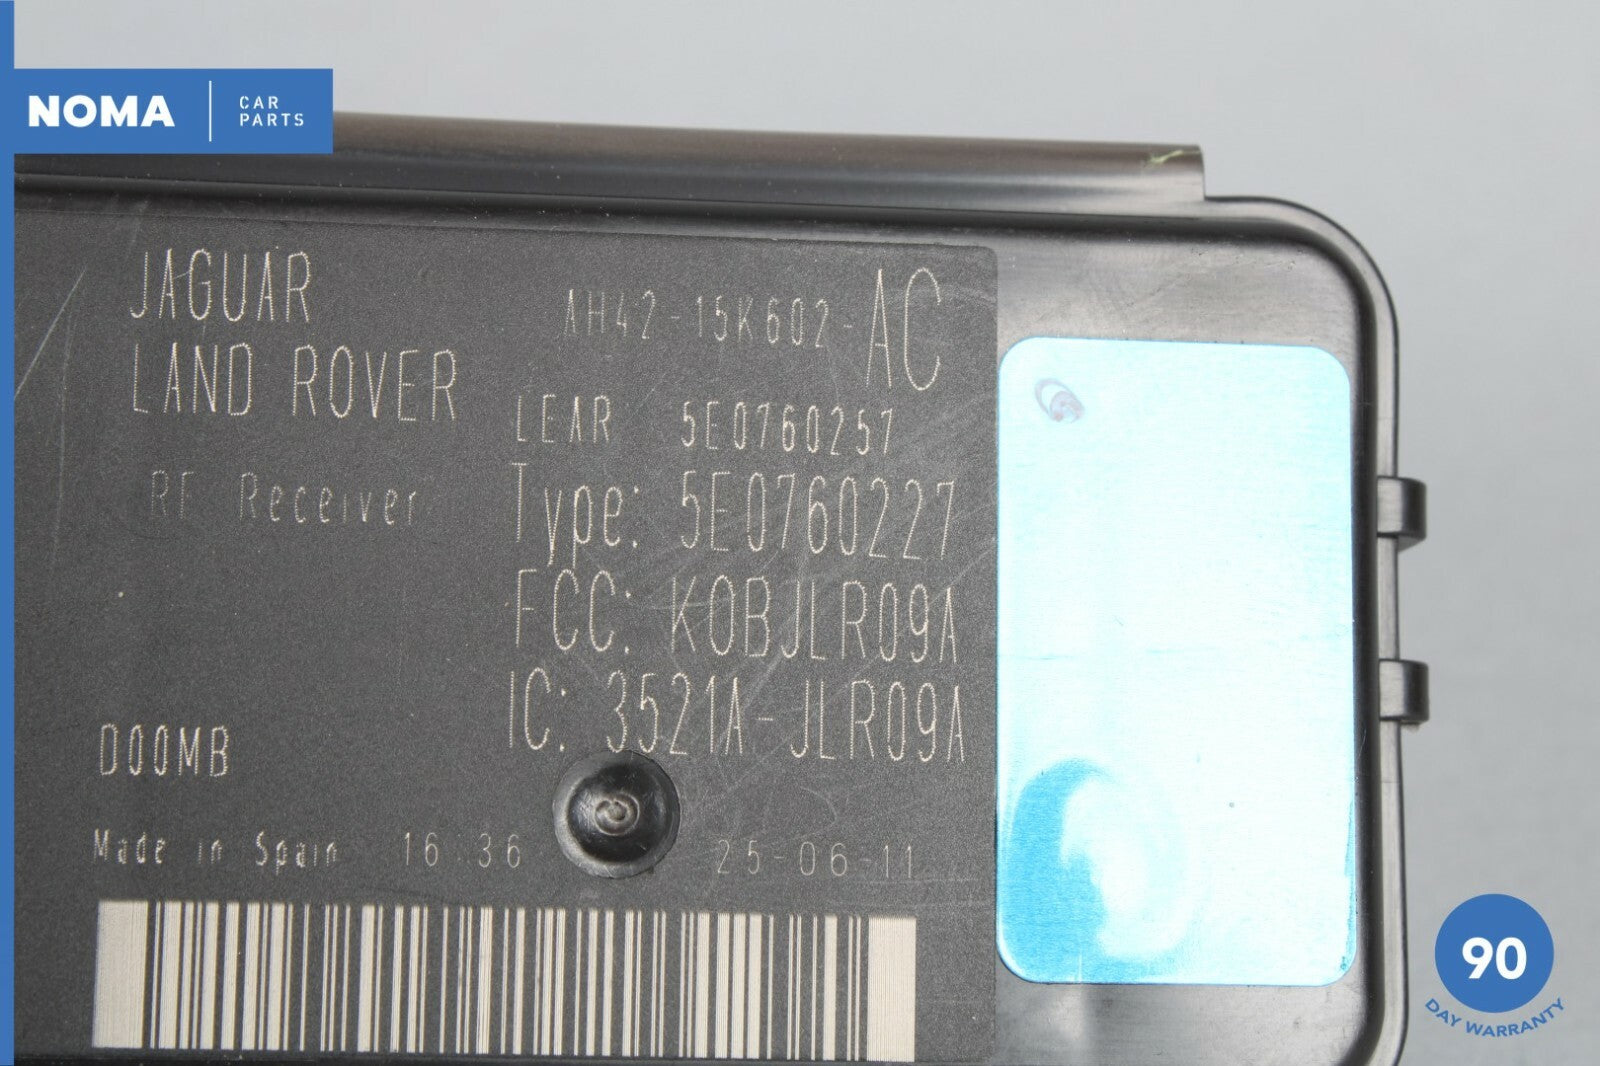 NOMA
CAR
PARTS
JAGUAR
LAND ROVER
RF Receiver
AH42-15K602-AC
LEAR 5E0760257
Type: 5E0760227
FCC: KOBJLR09A
IC: 3521A-JLR09A
D00MB
Made in Spain 16:36 25-06-11
90
DAY WARRANTY